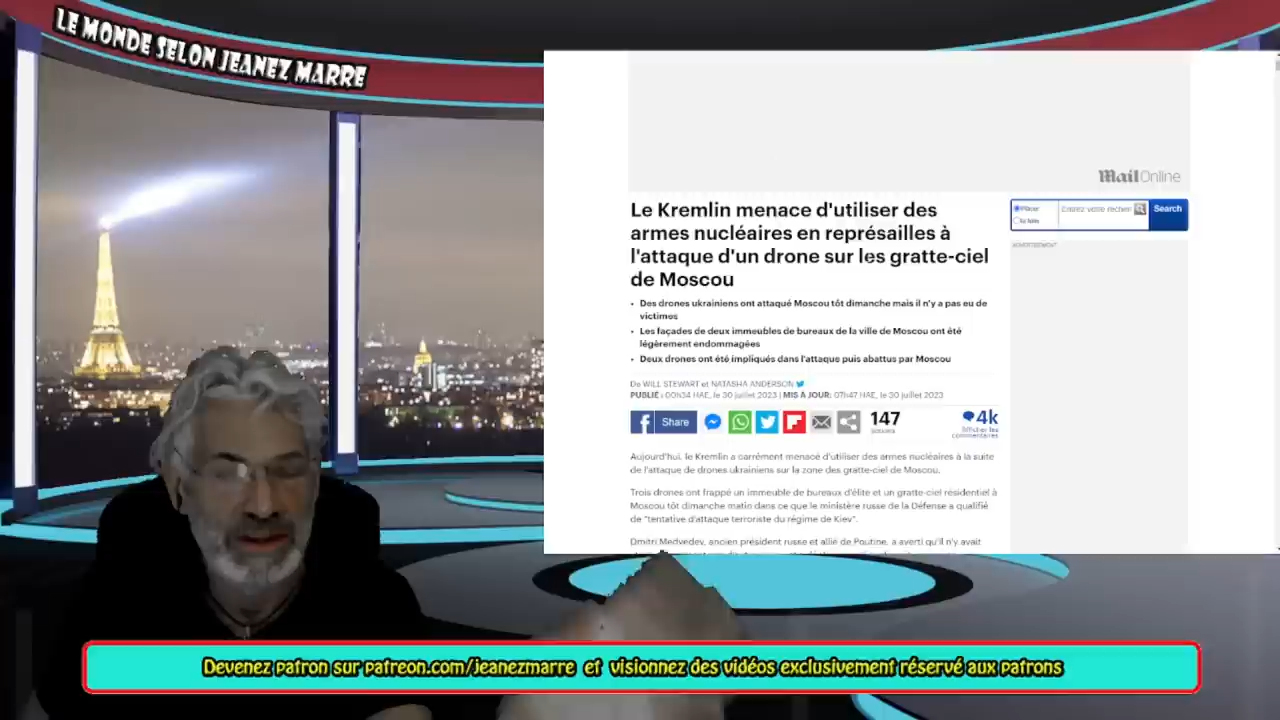 LE MONDE SELON JEANEZ MARRE
MailOnline
Le Kremlin menace d'utiliser des
armes nucléaires en représailles à
l'attaque d'un drone sur les gratte-ciel
de Moscou
Search
ADVERTISEMENT
• Des drones ukrainiens ont attaqué Moscou tôt dimanche mais il n'y a pas eu de
victimes
• Les façades de deux immeubles de bureaux de la ville de Moscou ont été
légèrement endommagées
• Deux drones ont été impliqués dans l'attaque puis abattus par Moscou
De WILL STEWART et NATASHA ANDERSON
PUBLIÉ : 00h34 HAE, le 30 juillet 2023 | MIS À JOUR: 07h47 HAE, le 30 juillet 2023
Share
147
4k
Afficher les
commentaires
Aujourd'hui, le Kremlin a carrément menacé d'utiliser des armes nucléaires à la suite
de l'attaque de drones ukrainiens sur la zone des gratte-ciel de Moscou.
Trois drones ont frappé un immeuble de bureaux d'élite et un gratte-ciel résidentiel à
Moscou tôt dimanche matin dans ce que le ministère russe de la Défense a qualifié
de "tentative d'attaque terroriste du régime de Kiev".
Dmitri Medvedev, ancien président russe et allié de Poutine, a averti qu'il n'y avait
Devenez patron sur patreon.com/jeanezmarre et visionnez des vidéos exclusivement réservé aux patrons